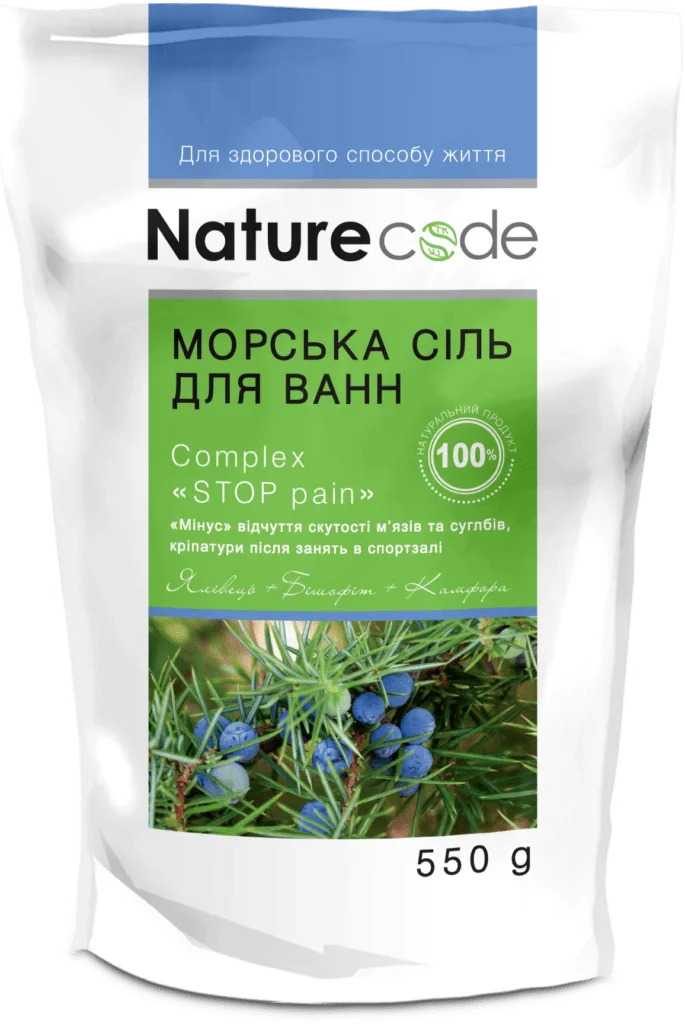 Для здорового способу життя
Nature code
МОРСЬКА СІЛЬ
ДЛЯ ВАНН
НАТУРАЛЬНИЙ ПРОДУКТ
100%
Complex
«STOP pain»
«Мінус» відчуття скутості м'язів та суглбів,
кріпатури після занять в спортзалі
Ялівець + Бішофіт + Камфора
550 g